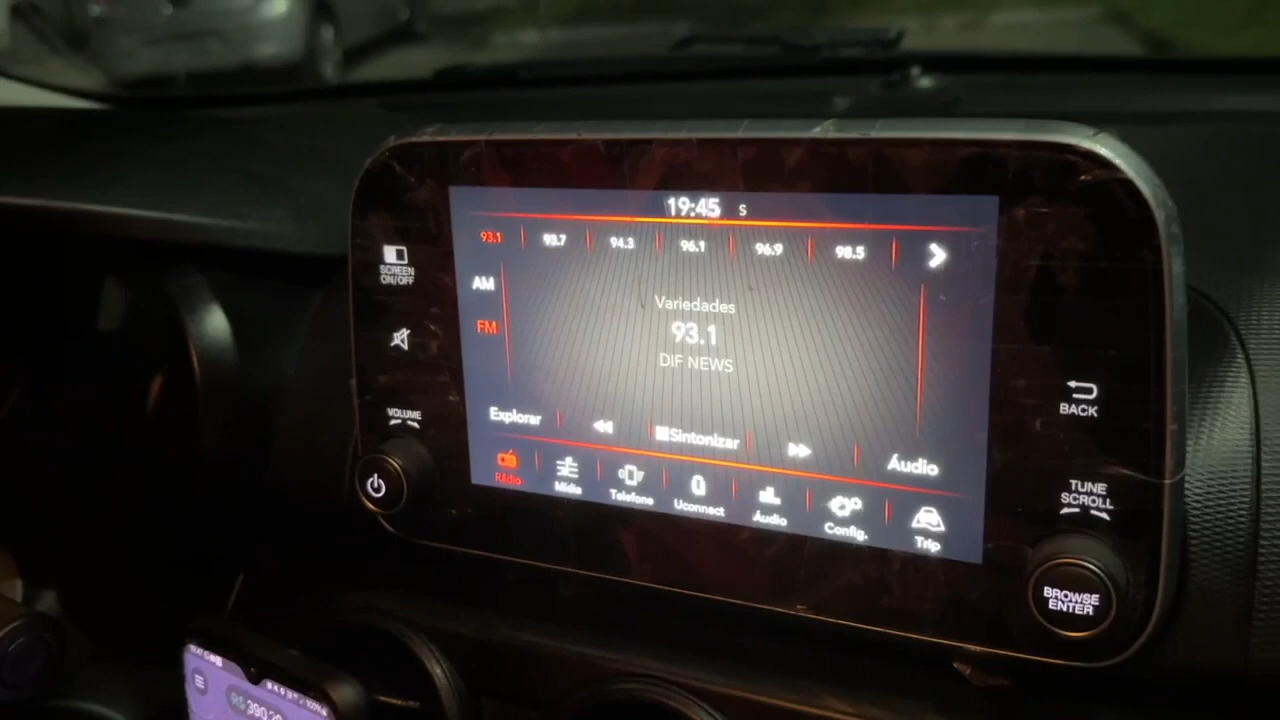 19:45 S
93.1 93.7 94.3 96.1 96.9 98.5
SCREEN
ON/OFF
AM
FM
Variedades
93.1
DIF NEWS
VOLUME
BACK
Explorar Sintonizar Áudio
Rádio Mídia Telefone Uconnect Áudio Config. Trip
TUNE
SCROLL
BROWSE
ENTER
100%